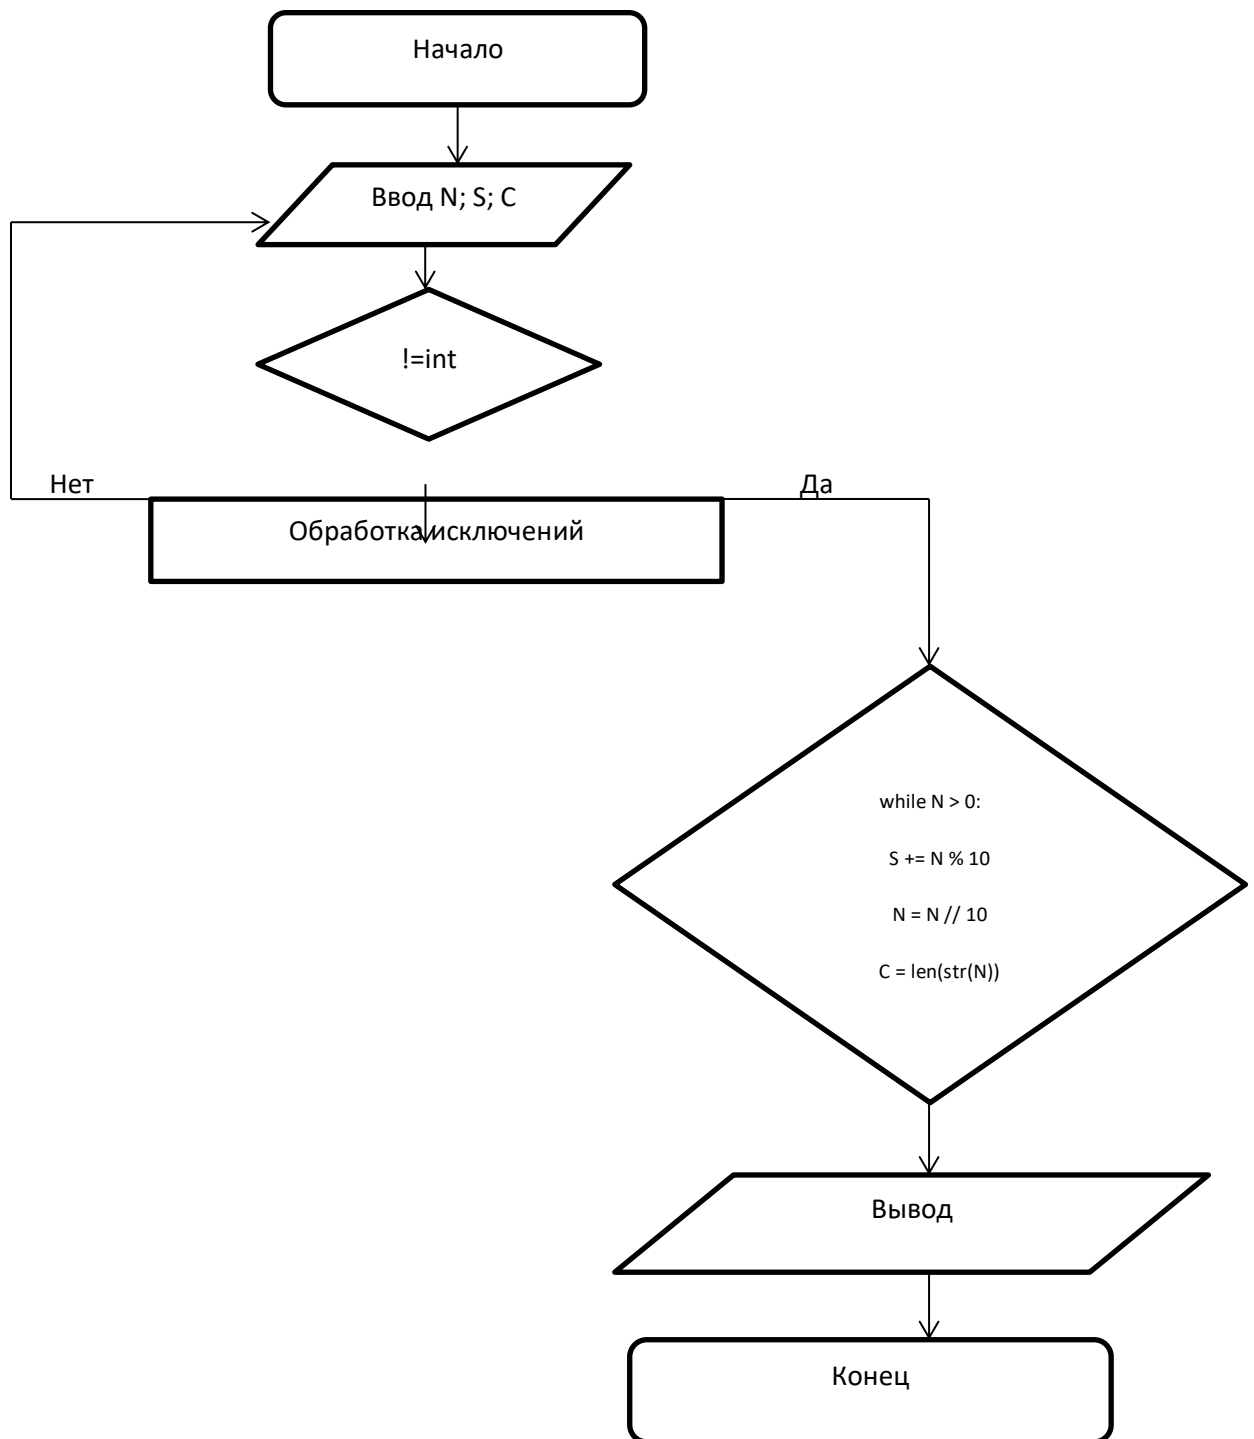 Начало
Ввод N; S; C
!=int
Нет
Да
Обработка исключений
while N > 0:
S += N % 10
N = N // 10
C = len(str(N))
Вывод
Конец